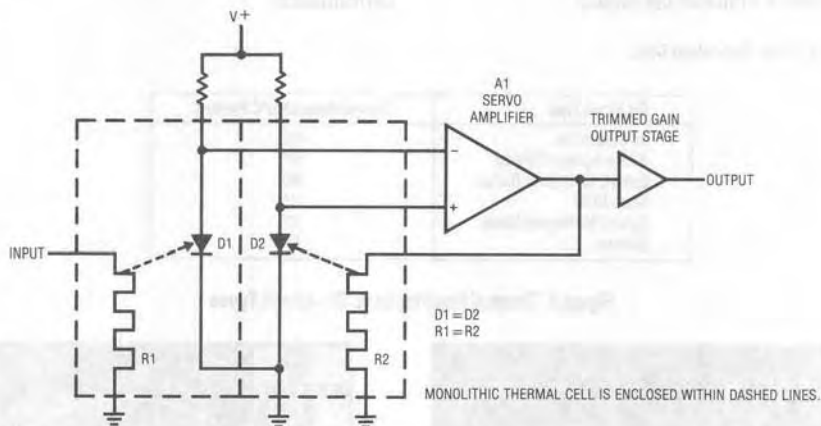 V+
A1
SERVO
AMPLIFIER
TRIMMED GAIN
OUTPUT STAGE
−
+
OUTPUT
INPUT
D1
D2
R1
R2
D1=D2
R1=R2
MONOLITHIC THERMAL CELL IS ENCLOSED WITHIN DASHED LINES.